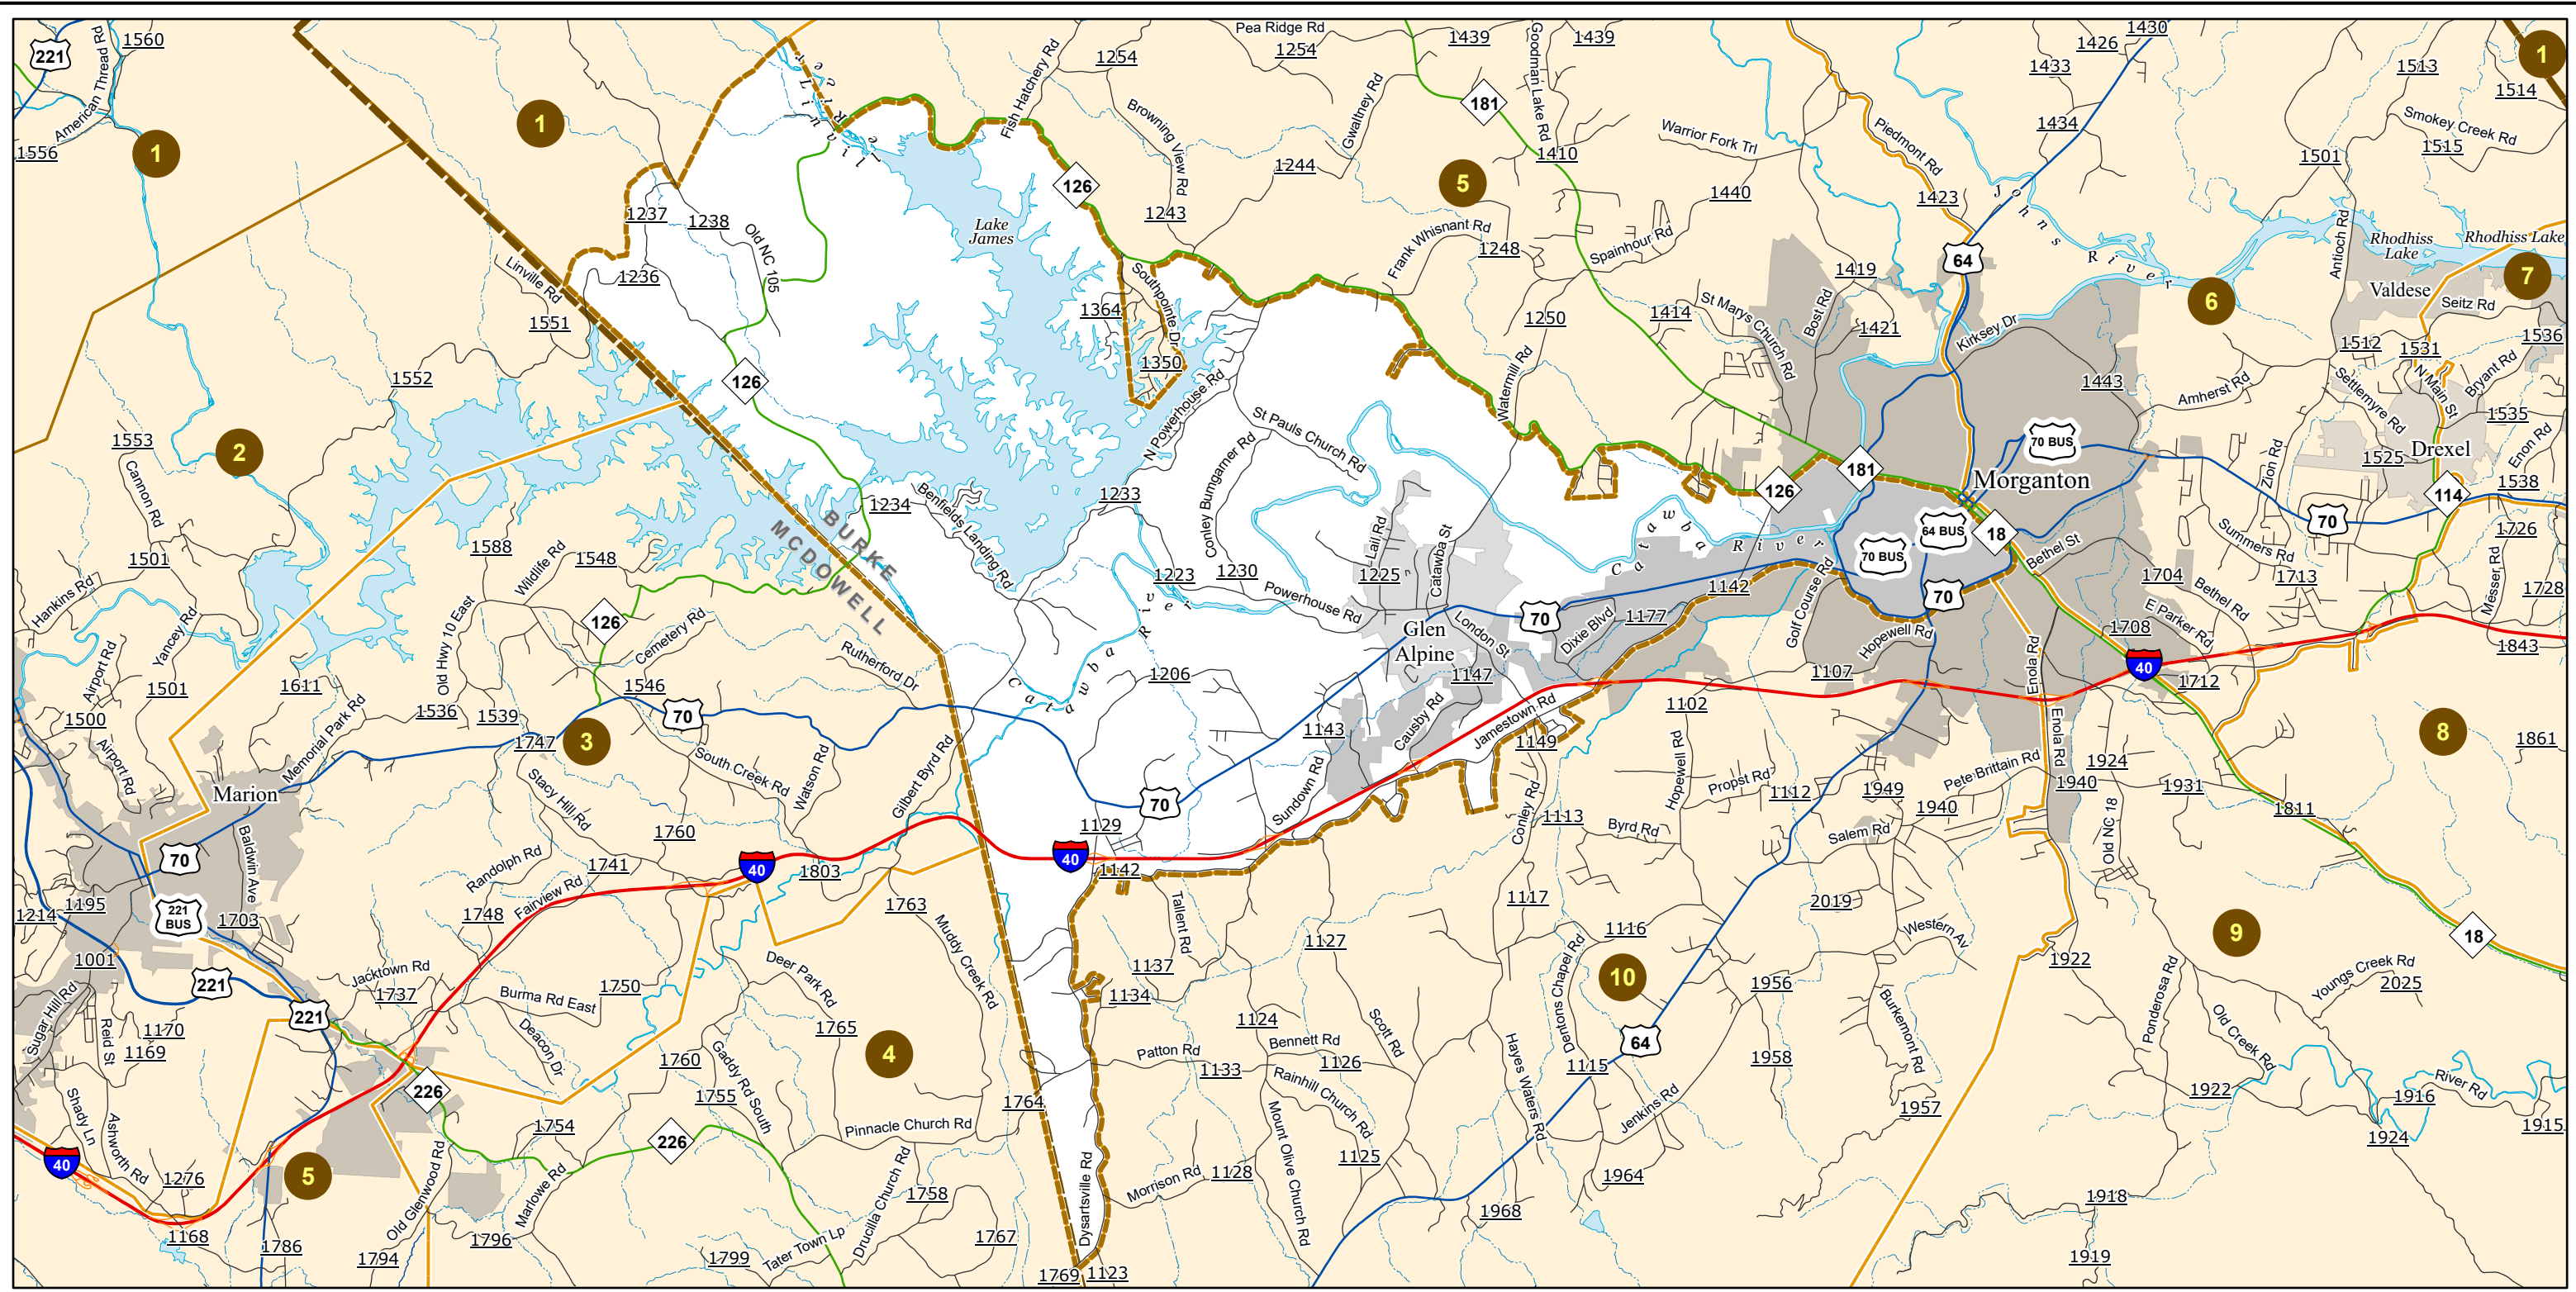 221
American Thread Rd
1560
1556
1
1
Linville River
Fish Hatchery Rd
1254
Pea Ridge Rd
1254
1439
Goodman Lake Rd
1439
181
1430
1426
1433
1513
1
1514
Browning View Rd
Gwaltney Rd
1244
5
1410
Warrior Fork Trl
Piedmont Rd
1434
1501
Smokey Creek Rd
1515
126
1243
1440
1423
Johns River
1237
1238
Old NC 105
Lake
James
Frank Whisnant Rd
1248
Spainhour Rd
64
Antioch Rd
Rhodhiss
Lake
Rhodhiss Lake
Linville Rd
1236
1551
Southpointe Dr
1364
1350
1250
1414
St Marys Church Rd
Bost Rd
1419
1421
Kirksey Dr
6
7
Valdese
Seitz Rd
1536
1512
1531
1552
126
N Powerhouse Rd
Watermill Rd
1443
Amherst Rd
Settlemyre Rd
N Main St
Bryant Rd
1535
1553
Cannon Rd
2
St Pauls Church Rd
Conley Bumgarner Rd
126
181
70 BUS
Morganton
Zion Rd
1525
Drexel
Enon Rd
1538
114
70
1726
1234
Benfields Landing Rd
1233
BURKE
MCDOWELL
Lail Rd
Catawba St
Catawba River
70 BUS
64 BUS
18
Bethel St
Summers Rd
Messer Rd
1501
1588
Wildlife Rd
1548
1223
1230
1225
Powerhouse Rd
1142
Golf Course Rd
70
1704
Bethel Rd
1713
1728
Hankins Rd
Yancey Rd
Airport Rd
Old Hwy 10 East
126
Cemetery Rd
Rutherford Dr
Catawba River
Glen
Alpine
London St
70
Dixie Blvd
1177
Hopewell Rd
Enola Rd
1708
E Parker Rd
40
1843
1501
1611
1546
1206
1147
1107
1712
1500
Airport Rd
1536
1539
1747
3
70
1143
Causby Rd
Jamestown Rd
1149
1102
Enola Rd
8
1861
Memorial Park Rd
South Creek Rd
Watson Rd
Gilbert Byrd Rd
Sundown Rd
Hopewell Rd
Propst Rd
1112
1949
Pete Brittain Rd
1924
1940
1931
Marion
Stacy Hill Rd
1760
70
1129
Conley Rd
1113
Byrd Rd
Salem Rd
1940
Old NC 18
1811
70
Baldwin Ave
Randolph Rd
1741
Fairview Rd
40
1803
40
1142
1117
2019
1214
1195
221
BUS
1703
1748
1763
Muddy Creek Rd
Tallent Rd
1127
1116
Western Av
9
18
1001
Jacktown Rd
1737
Burma Rd East
1750
Deer Park Rd
1137
1134
Dentons Chapel Rd
10
1956
1922
Youngs Creek Rd
2025
221
221
Sugar Hill Rd
Reid St
1170
1169
Deacon Dr
1765
4
1124
Bennett Rd
Scott Rd
64
Burkemont Rd
Ponderosa Rd
Old Creek Rd
1760
Gaddy Rd South
1755
Patton Rd
1133
1126
Rainhill Church Rd
Hayes Waters Rd
1115
1958
1922
River Rd
1916
Shady Ln
Ashworth Rd
226
1754
226
1764
Pinnacle Church Rd
Mount Olive Church Rd
Jenkins Rd
1957
1924
1915
40
1276
5
Old Glenwood Rd
Marlowe Rd
Drucilla Church Rd
1758
Dysartsville Rd
Morrison Rd
1128
1125
1964
1968
1918
1168
1786
1794
1796
1799
Tater Town Lp
1767
1769
1123
1919